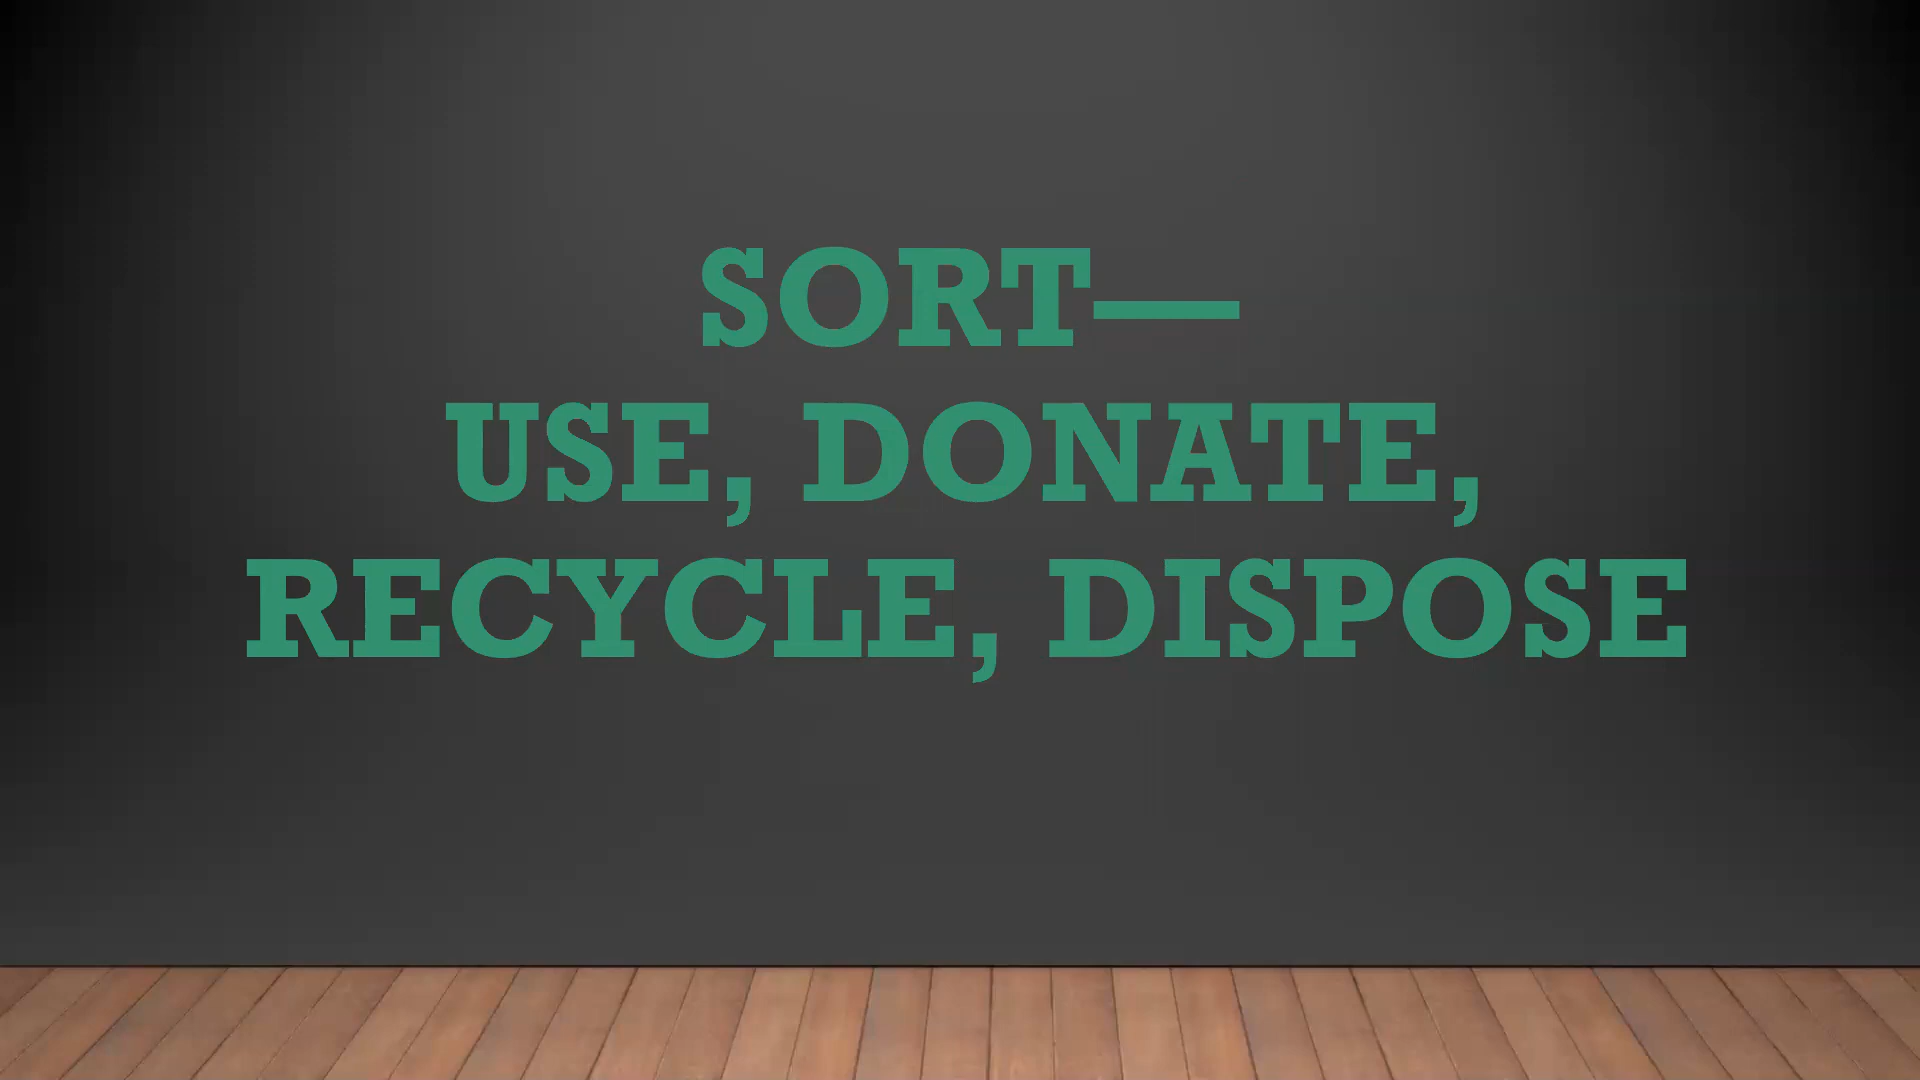 SORT—
USE, DONATE,
RECYCLE, DISPOSE